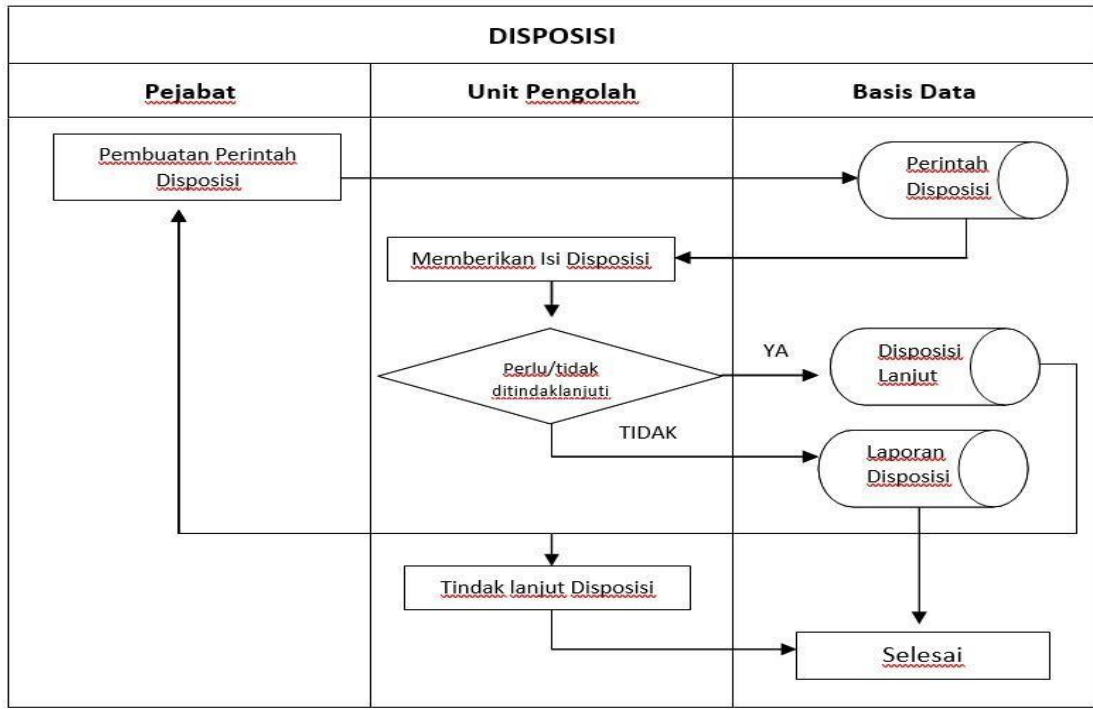 DISPOSISI
Pejabat
Unit Pengolah
Basis Data
Pembuatan Perintah
Disposisi
Perintah
Disposisi
Memberikan Isi Disposisi
Perlu/tidak
ditindaklanjuti
YA
Disposisi
Lanjut
TIDAK
Laporan
Disposisi
Tindak lanjut Disposisi
Selesai